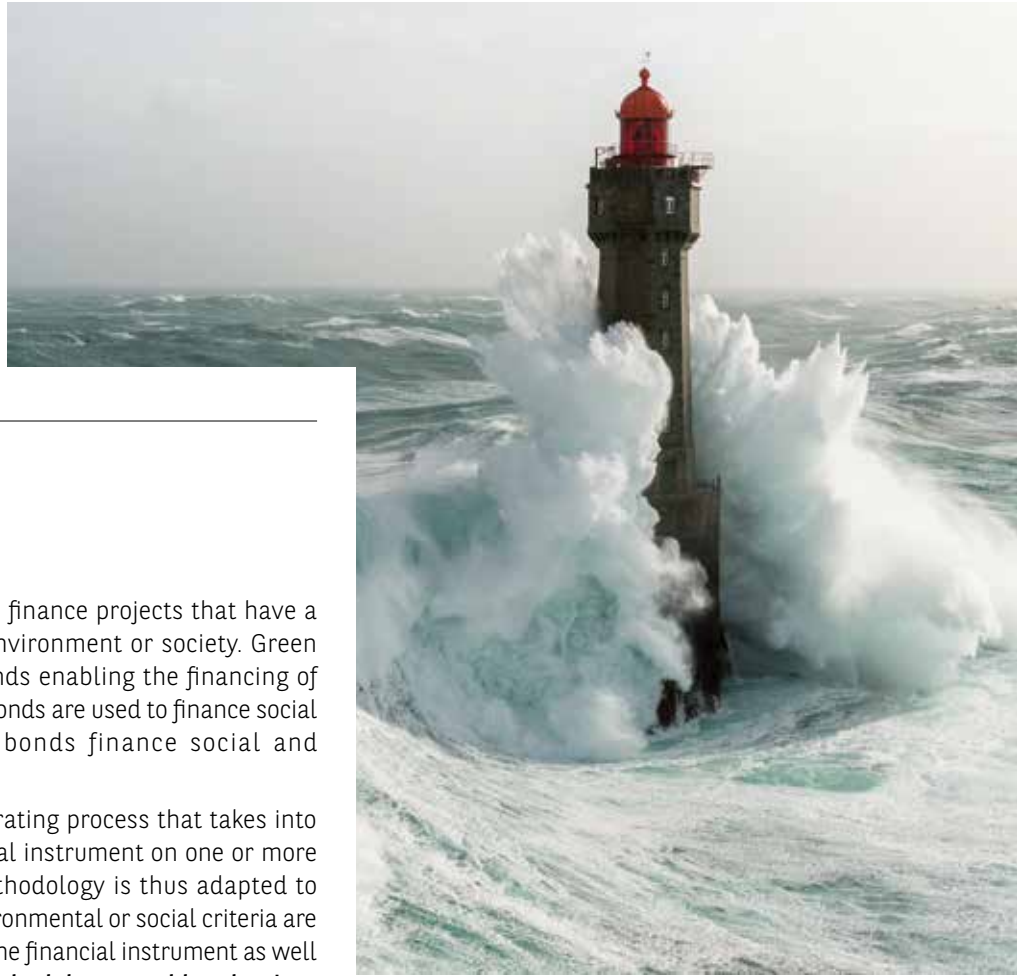 finance projects that have a
nvironment or society. Green
nds enabling the financing of
onds are used to finance social
bonds finance social and
rating process that takes into
al instrument on one or more
thodology is thus adapted to
ronmental or social criteria are
he financial instrument as well